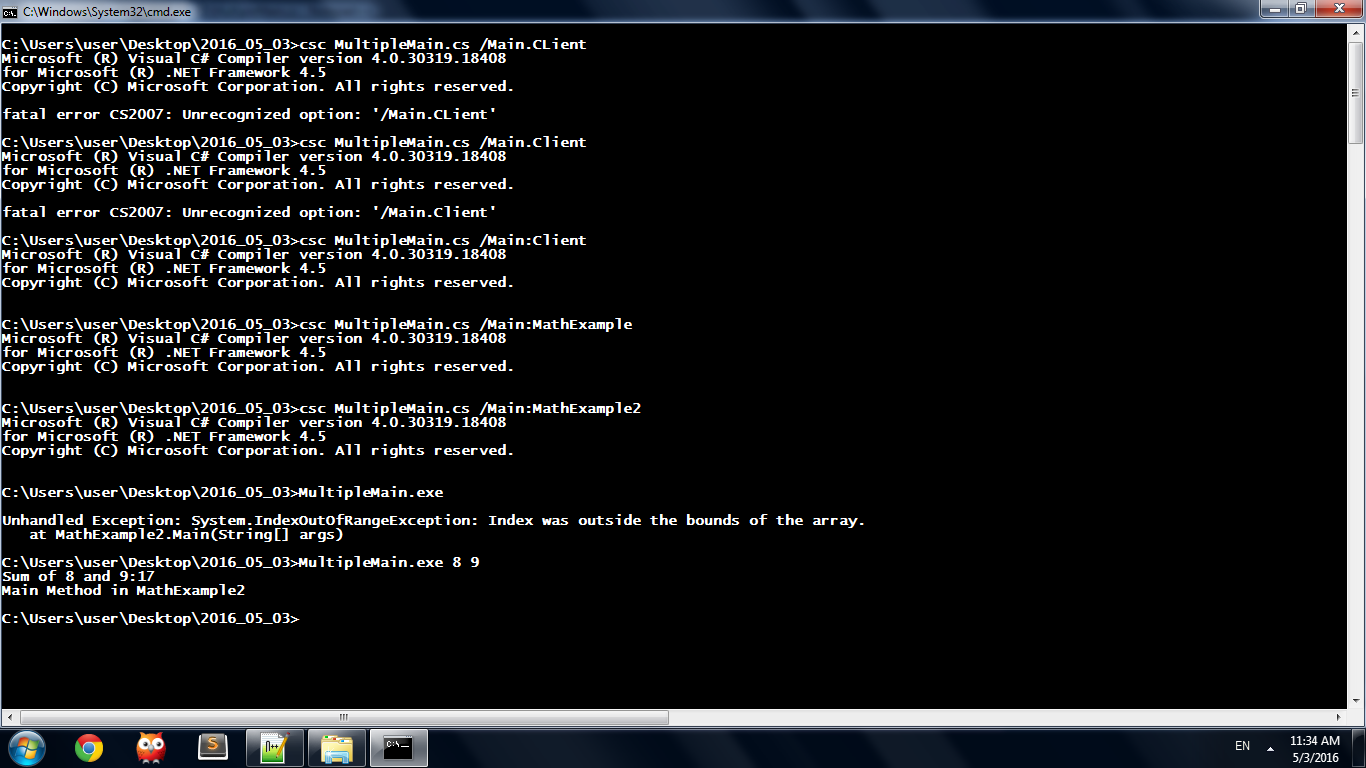 C:\Windows\System32\cmd.exe
C:\Users\user\Desktop\2016_05_03>csc MultipleMain.cs /Main.CLient
Microsoft (R) Visual C# Compiler version 4.0.30319.18408
for Microsoft (R) .NET Framework 4.5
Copyright (C) Microsoft Corporation. All rights reserved.
fatal error CS2007: Unrecognized option: '/Main.CLient'
C:\Users\user\Desktop\2016_05_03>csc MultipleMain.cs /Main.Client
Microsoft (R) Visual C# Compiler version 4.0.30319.18408
for Microsoft (R) .NET Framework 4.5
Copyright (C) Microsoft Corporation. All rights reserved.
fatal error CS2007: Unrecognized option: '/Main.Client'
C:\Users\user\Desktop\2016_05_03>csc MultipleMain.cs /Main:Client
Microsoft (R) Visual C# Compiler version 4.0.30319.18408
for Microsoft (R) .NET Framework 4.5
Copyright (C) Microsoft Corporation. All rights reserved.
C:\Users\user\Desktop\2016_05_03>csc MultipleMain.cs /Main:MathExample
Microsoft (R) Visual C# Compiler version 4.0.30319.18408
for Microsoft (R) .NET Framework 4.5
Copyright (C) Microsoft Corporation. All rights reserved.
C:\Users\user\Desktop\2016_05_03>csc MultipleMain.cs /Main:MathExample2
Microsoft (R) Visual C# Compiler version 4.0.30319.18408
for Microsoft (R) .NET Framework 4.5
Copyright (C) Microsoft Corporation. All rights reserved.
C:\Users\user\Desktop\2016_05_03>MultipleMain.exe
Unhandled Exception: System.IndexOutOfRangeException: Index was outside the bounds of the array.
   at MathExample2.Main(String[] args)
C:\Users\user\Desktop\2016_05_03>MultipleMain.exe 8 9
Sum of 8 and 9:17
Main Method in MathExample2
C:\Users\user\Desktop\2016_05_03>
EN
11:34 AM
5/3/2016